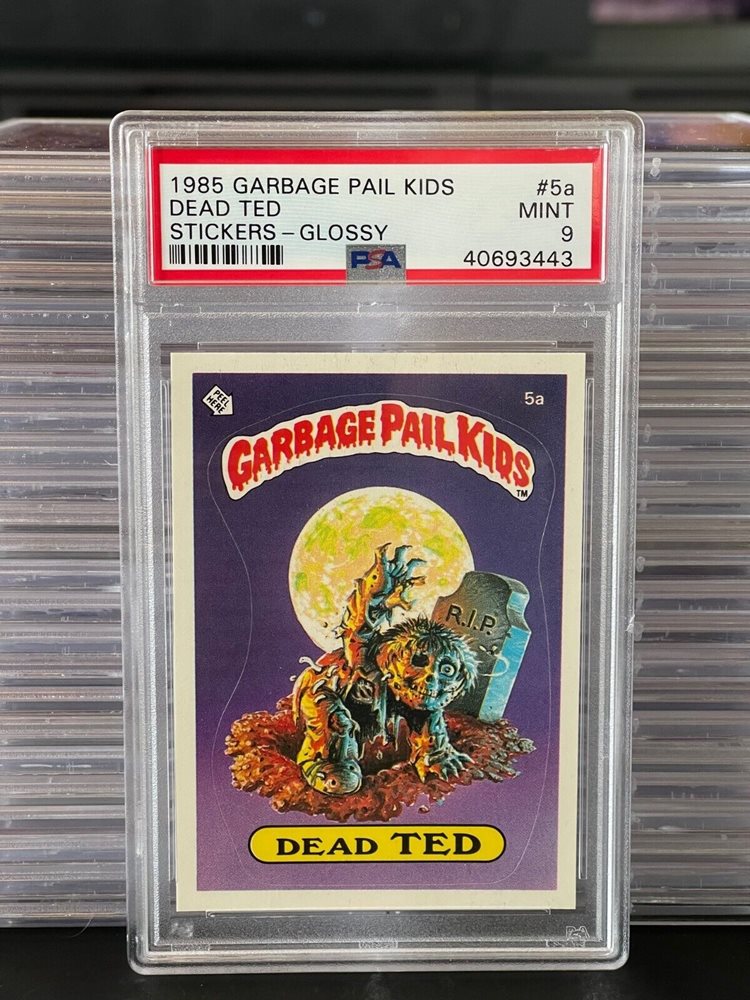 1985 GARBAGE PAIL KIDS #5a
DEAD TED MINT
STICKERS – GLOSSY 9
PSA 40693443
PEEL
HERE
5a
GARBAGE PAIL KIDS
TM
R.I.P.
DEAD TED